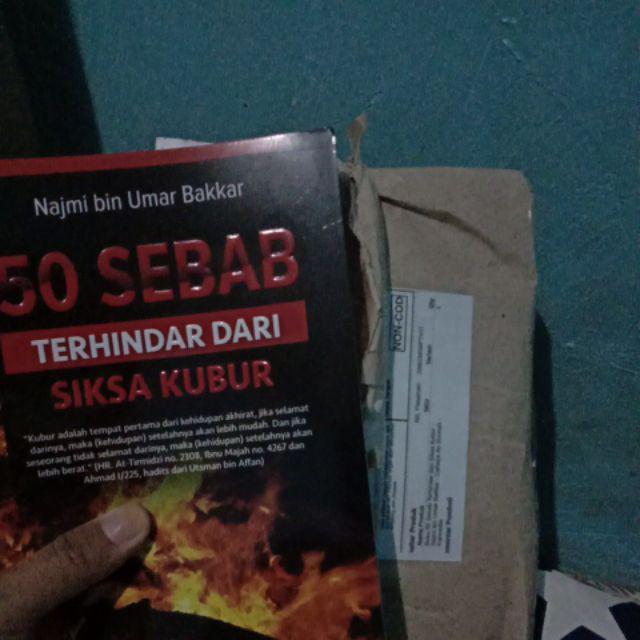 Najmi bin Umar Bakkar
50 SEBAB
TERHINDAR DARI
SIKSA KUBUR
"Kubur adalah tempat pertama dari kehidupan akhirat, jika selamat
darinya, maka (kehidupan) sesudanya akan lebih mudah. Dan jika
seseorang tidak selamat darinya, maka (kehidupan) setelahnya akan
lebih berat." (HR. At Tirmidzi no. 2308, Ibnu Majah no. 4267 dan
Ahmad I/225, hadits dari Utsman bin Affan)
NON-COD